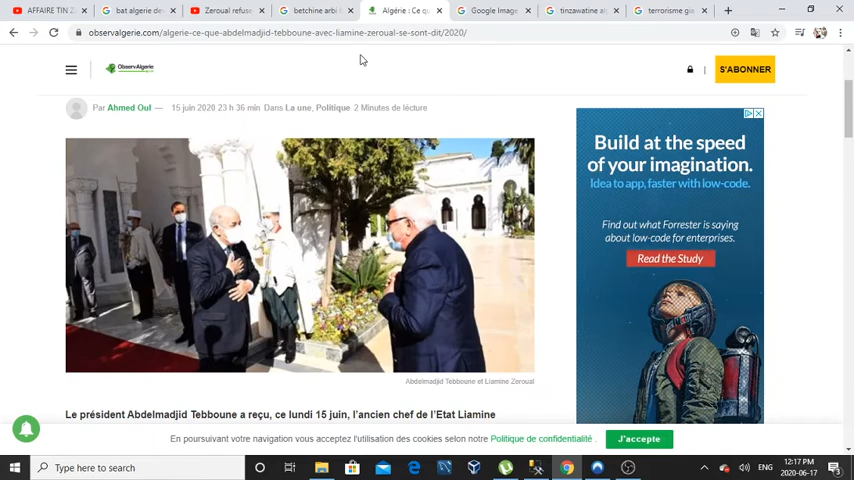 AFFAIRE TIN Z
bat algerie de
Zeroual refuse
betchine arbi
Algérie : Ce qu
Google Image
tinzawatine al
terrorisme gi
observalgerie.com/algerie-ce-que-abdelmadjid-tebboune-avec-liamine-zeroual-se-sont-dit/2020/
ObservAlgerie
S'ABONNER
Par Ahmed Oul — 15 juin 2020 23 h 36 min Dans La une, Politique 2 Minutes de lécture
Build at the speed
of your imagination.
Idea to app, faster with low-code.
Find out what Forrester is saying
about low-code for enterprises.
Read the Study
Abdelmadjid Tebboune et Liamine Zeroual
Le président Abdelmadjid Tebboune a reçu, ce lundi 15 juin, l'ancien chef de l'Etat Liamine
En poursuivant votre navigation vous acceptez l'utilisation des cookies selon notre Politique de confidentialité .
J'accepte
Type here to search
ENG
12:17 PM
2020-06-17
3